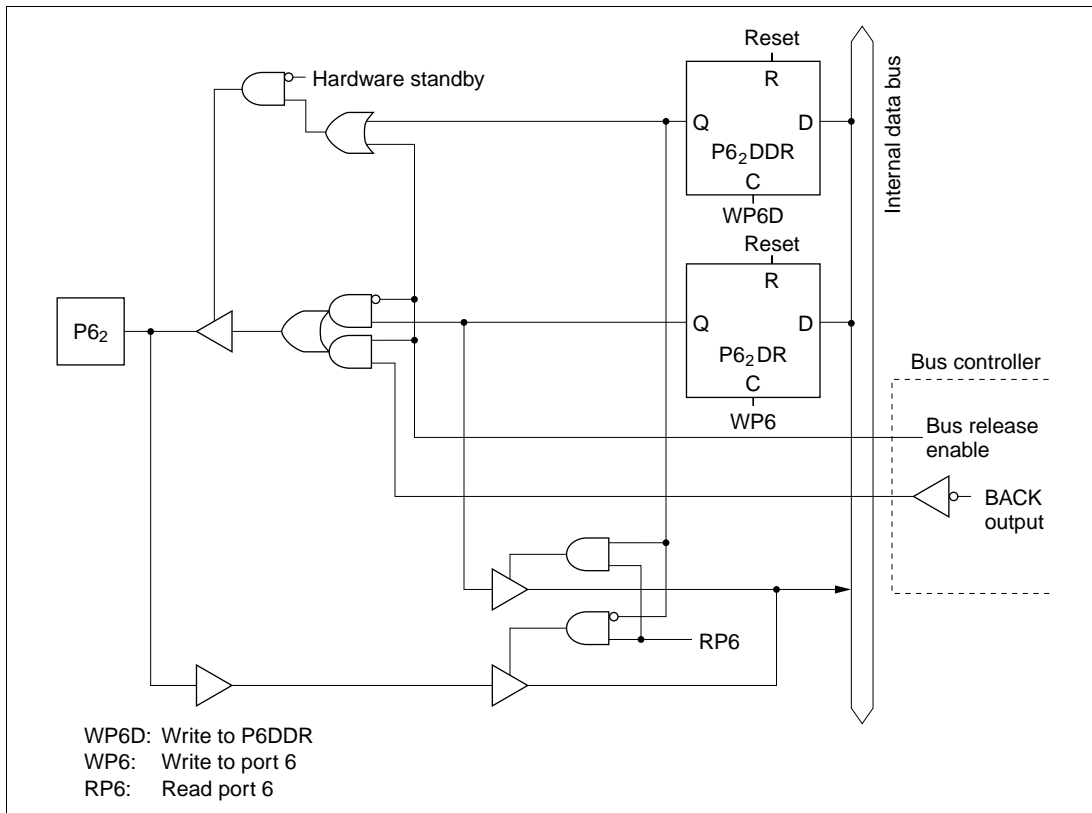 Reset
Hardware standby
R
Q
D
P6₂DDR
C
WP6D
Internal data bus
Reset
R
P6₂
Q
D
P6₂DR
C
WP6
Bus controller
Bus release
enable
BACK
output
RP6
WP6D: Write to P6DDR
WP6: Write to port 6
RP6: Read port 6